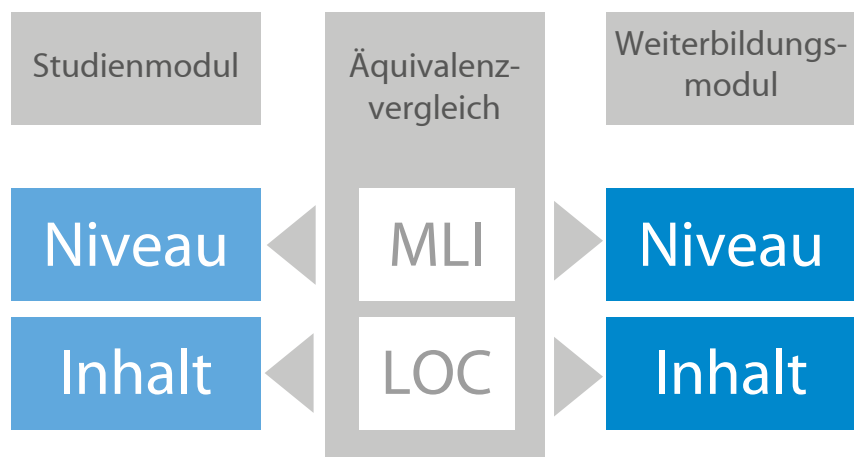 Studienmodul
Äquivalenz-
vergleich
Weiterbildungs-
modul
Niveau
MLI
Niveau
Inhalt
LOC
Inhalt